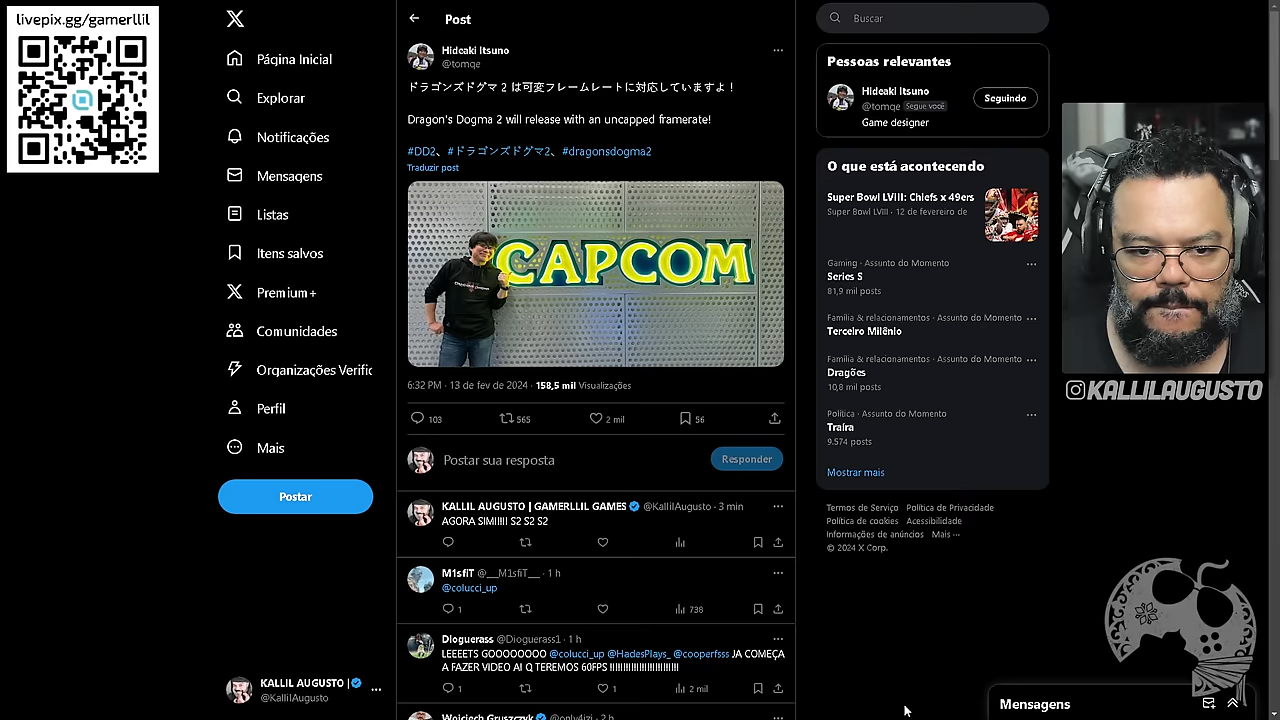 livepix.gg/gamerllil
Página Inicial
Explorar
Notificações
Mensagens
Listas
Itens salvos
Premium+
Comunidades
Organizações Verific
Perfil
Mais
Postar
KALLIL AUGUSTO |
@KallilAugusto
Post
Hideaki Itsuno
@tomqe
ドラゴンズドグマ 2 は可変フレームレートに対応していますよ！
Dragon's Dogma 2 will release with an uncapped framerate!
#DD2、#ドラゴンズドグマ2、#dragonsdogma2
Traduzir post
CAPCOM
6:32 PM · 13 de fev de 2024 · 158,5 mil Visualizações
103 565 2 mil 56
Postar sua resposta
Responder
KALLIL AUGUSTO | GAMERLLIL GAMES @KallilAugusto · 3 min
AGORA SIMI!!!! S2 S2 S2
M1sfiT @__M1sfiT__ · 1 h
@colucci_up
1 738
Dioguerass @Dioguerass1 · 1 h
LEEEETS GOOOOOOOO @colucci_up @HadesPlays_ @cooperfsss JA COMEÇA
A FAZER VIDEO AI Q TEREMOS 60FPS !!!!!!!!!!!!!!!!!!!!!!!!!!
1 1 2 mil
Wojciech Gruszczyk @only4izi · 2 h
Buscar
Pessoas relevantes
Hideaki Itsuno
@tomqe Segue você
Game designer
Seguindo
O que está acontecendo
Super Bowl LVIII: Chiefs x 49ers
Super Bowl LVIII · 12 de fevereiro de
Gaming · Assunto do Momento
Series S
81,9 mil posts
Família & relacionamentos · Assunto do Momento
Terceiro Milênio
Família & relacionamentos · Assunto do Momento
Dragões
10,8 mil posts
Política · Assunto do Momento
Traíra
9.574 posts
Mostrar mais
Termos de Serviço Política de Privacidade
Política de cookies Acessibilidade
Informações de anúncios Mais ···
© 2024 X Corp.
KALLILAUGUSTO
Mensagens